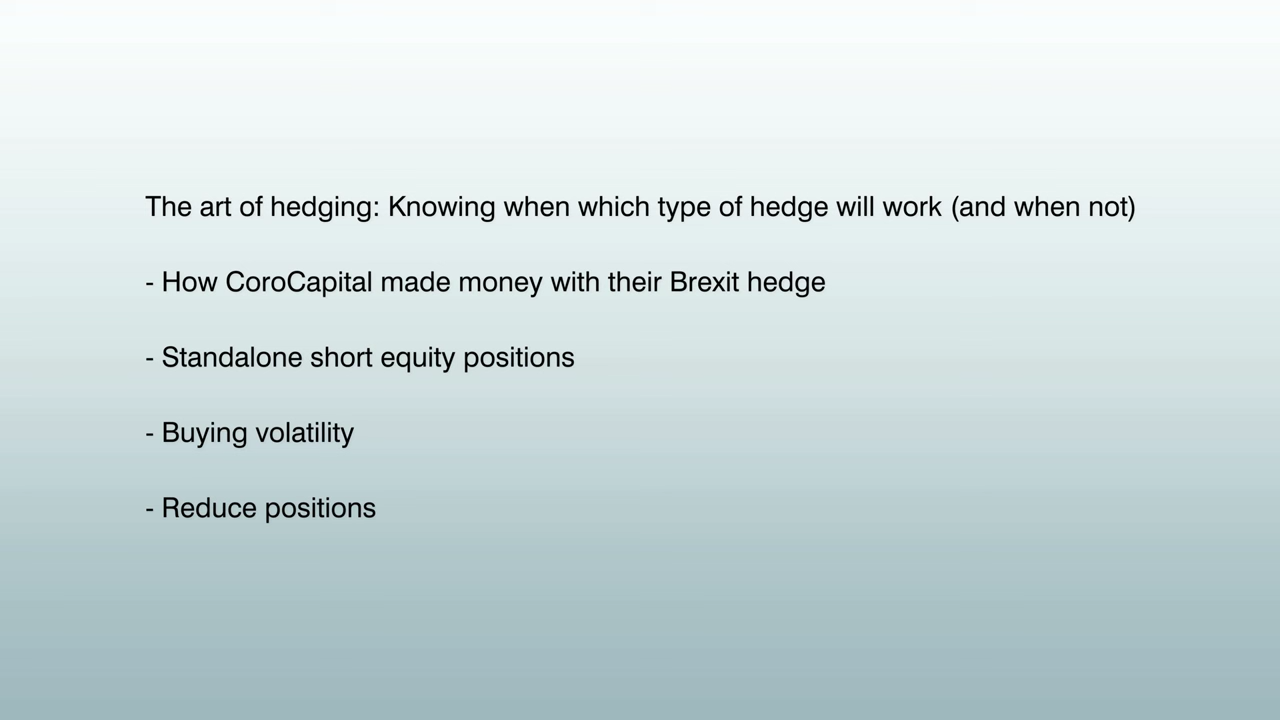 The art of hedging: Knowing when which type of hedge will work (and when not)
- How CoroCapital made money with their Brexit hedge
- Standalone short equity positions
- Buying volatility
- Reduce positions